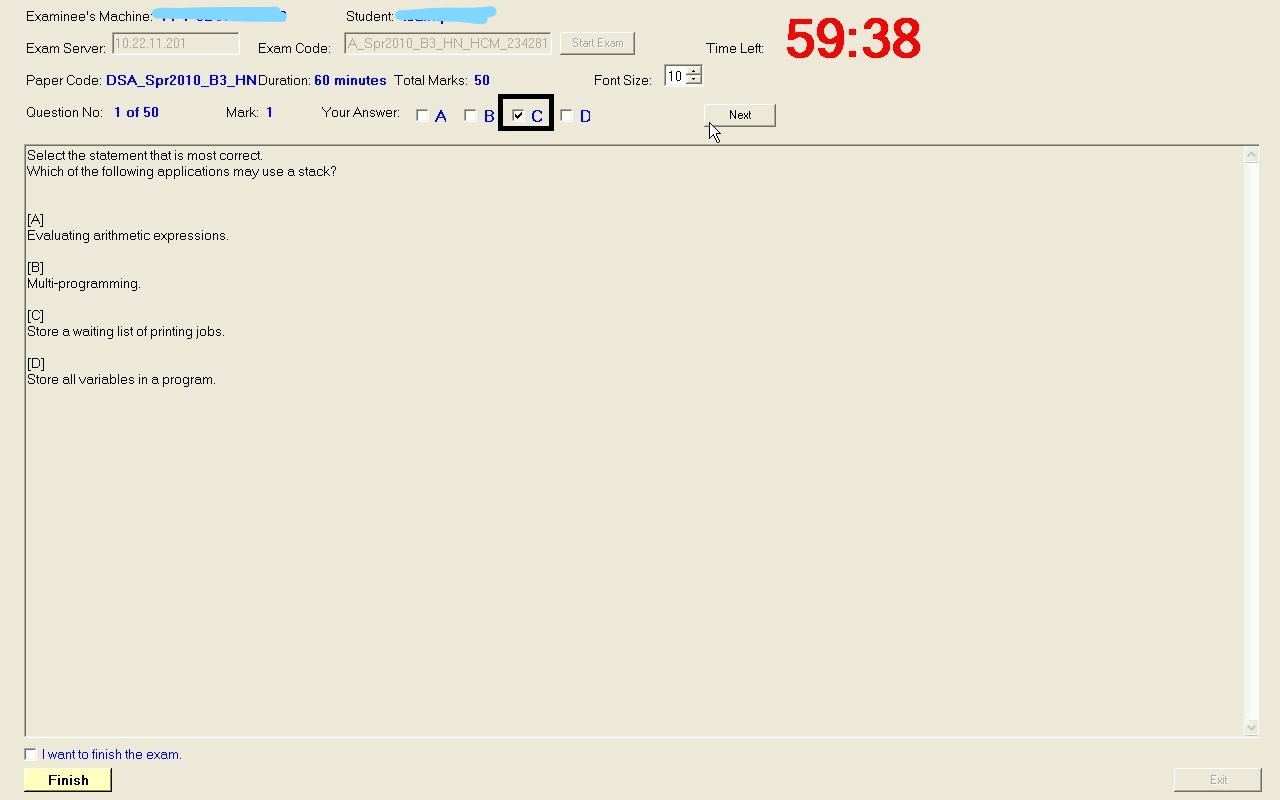 Examinee's Machine: Student:
Exam Server: 10.22.11.201 Exam Code: A_Spr2010_B3_HN_HCM_234281 Start Exam Time Left: 59:38
Paper Code: DSA_Spr2010_B3_HN Duration: 60 minutes Total Marks: 50 Font Size: 10
Question No: 1 of 50 Mark: 1 Your Answer: A B C D Next
Select the statement that is most correct.
Which of the following applications may use a stack?
[A]
Evaluating arithmetic expressions.
[B]
Multi-programming.
[C]
Store a waiting list of printing jobs.
[D]
Store all variables in a program.
I want to finish the exam.
Finish Exit